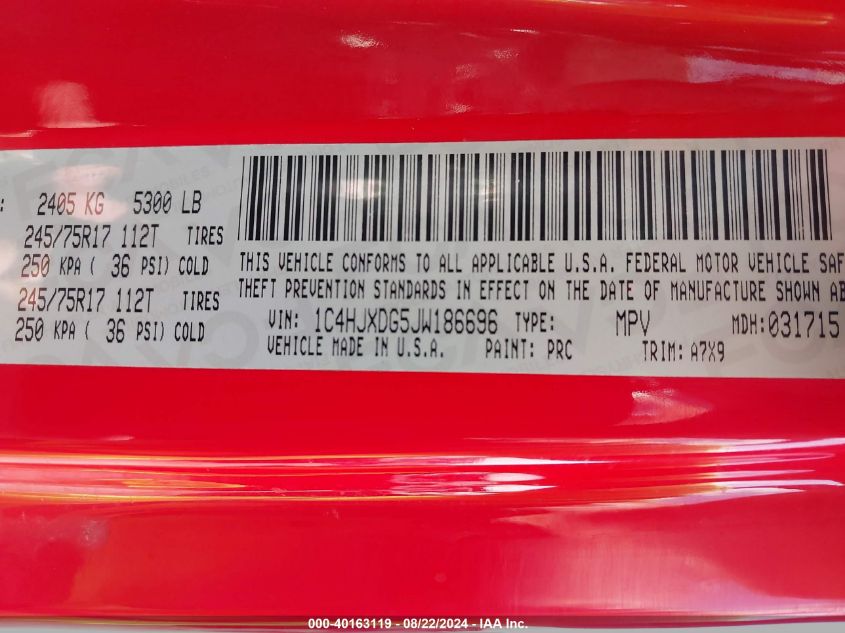 : 2405 KG 5300 LB
245/75R17 112T TIRES
250 KPA ( 36 PSI) COLD
245/75R17 112T TIRES
250 KPA ( 36 PSI) COLD
THIS VEHICLE CONFORMS TO ALL APPLICABLE U.S.A. FEDERAL MOTOR VEHICLE SAF
THEFT PREVENTION STANDARDS IN EFFECT ON THE DATE OF MANUFACTURE SHOWN AB
VIN: 1C4HJXDG5JW186696 TYPE: MPV MDH:031715
VEHICLE MADE IN U.S.A. PAINT: PRC TRIM: A7X9
000-40163119 - 08/22/2024 - IAA Inc.